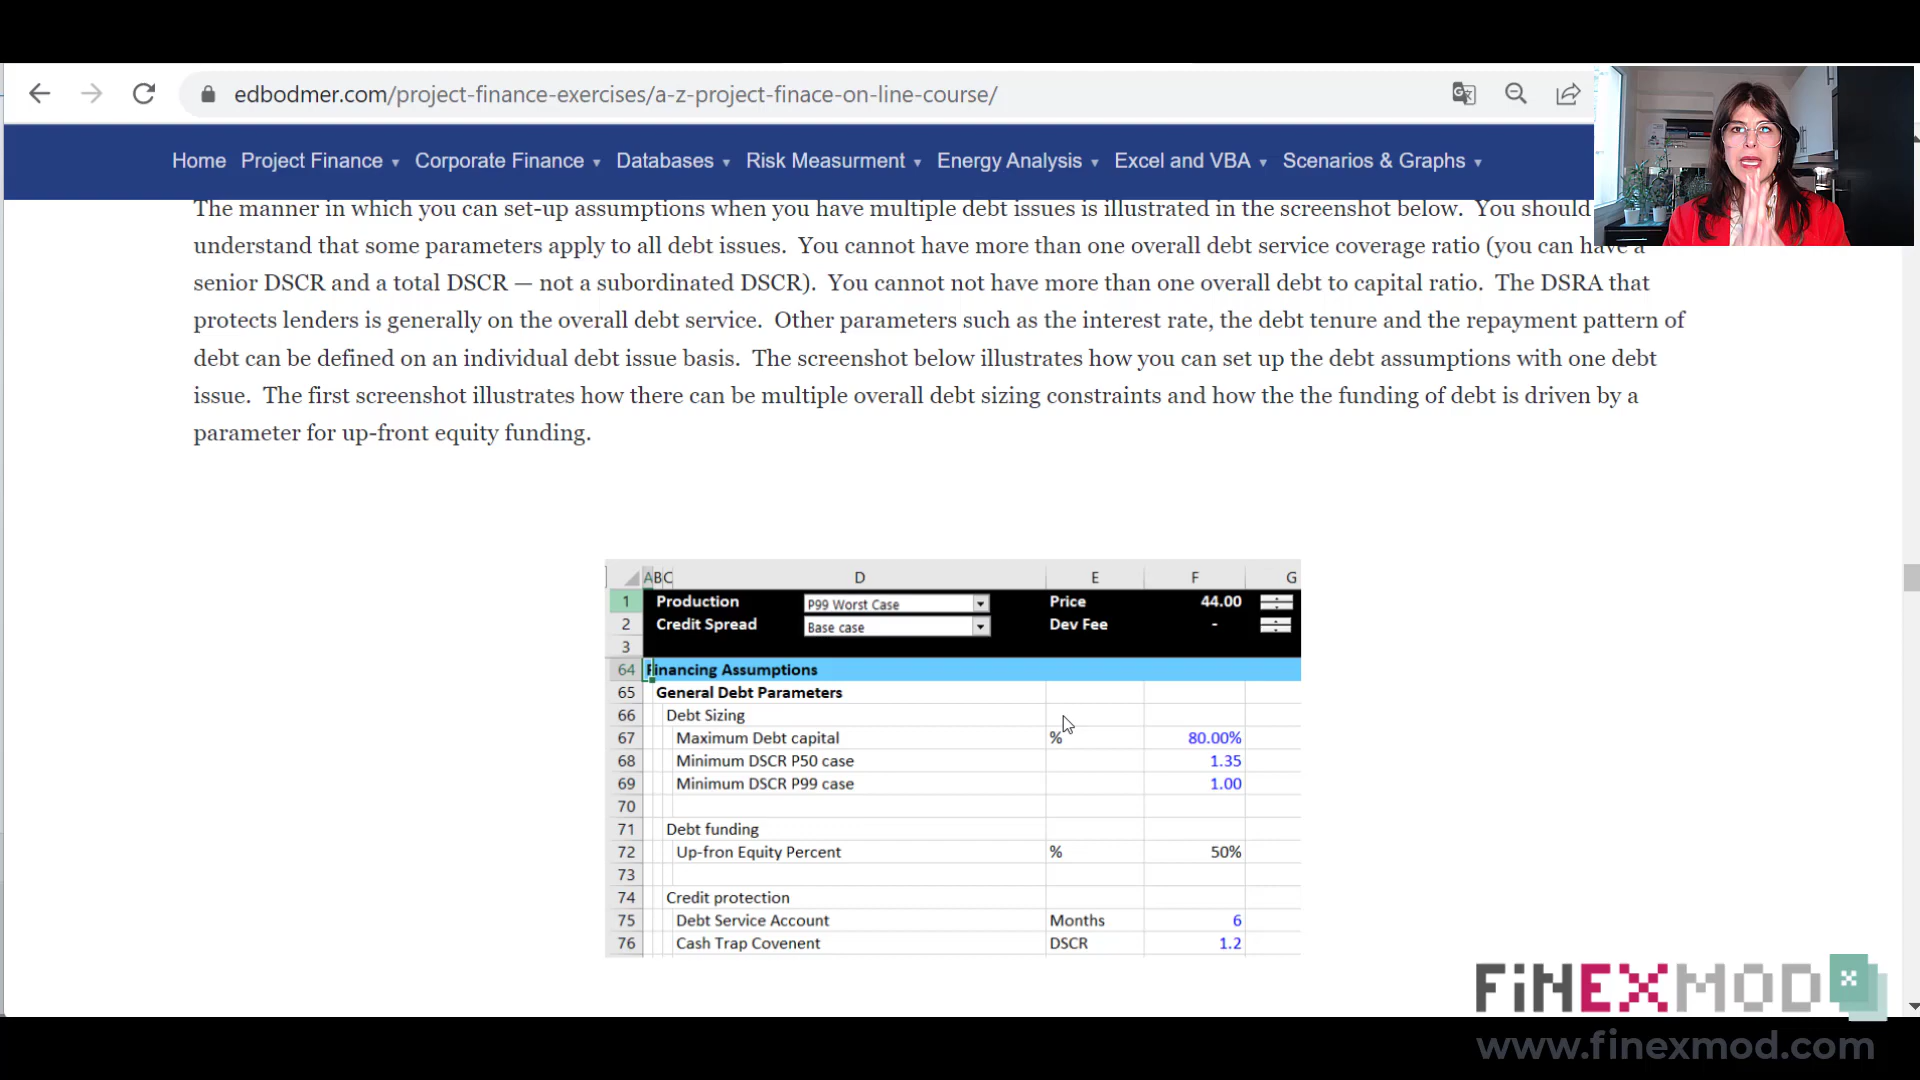 edbodmer.com/project-finance-exercises/a-z-project-finace-on-line-course/
Home Project Finance Corporate Finance Databases Risk Measurment Energy Analysis Excel and VBA Scenarios & Graphs
The manner in which you can set-up assumptions when you have multiple debt issues is illustrated in the screenshot below. You should
understand that some parameters apply to all debt issues. You cannot have more than one overall debt service coverage ratio (you can have a
senior DSCR and a total DSCR — not a subordinated DSCR). You cannot not have more than one overall debt to capital ratio. The DSRA that
protects lenders is generally on the overall debt service. Other parameters such as the interest rate, the debt tenure and the repayment pattern of
debt can be defined on an individual debt issue basis. The screenshot below illustrates how you can set up the debt assumptions with one debt
issue. The first screenshot illustrates how there can be multiple overall debt sizing constraints and how the the funding of debt is driven by a
parameter for up-front equity funding.
A B C D E F G
1 Production P99 Worst Case Price 44.00
2 Credit Spread Base case Dev Fee -
3
64 Financing Assumptions
65 General Debt Parameters
66 Debt Sizing
67 Maximum Debt capital % 80.00%
68 Minimum DSCR P50 case 1.35
69 Minimum DSCR P99 case 1.00
70
71 Debt funding
72 Up-fron Equity Percent % 50%
73
74 Credit protection
75 Debt Service Account Months 6
76 Cash Trap Covenent DSCR 1.2
FiNEXMOD
www.finexmod.com